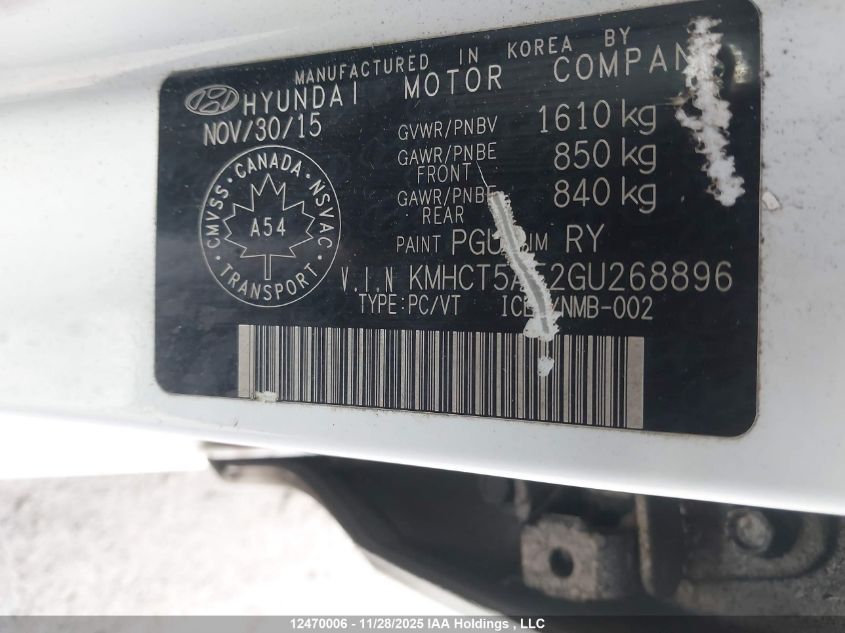 MANUFACTURED IN KOREA BY
HYUNDAI MOTOR
NOV/30/15
GVWR/PNBV 1610 kg
GAWR/PNBE FRONT 850 kg
GAWR/PNBE REAR 840 kg
CMVSS · CANADA · NSVAC
A54
TRANSPORT
PAINT RY
V.I.N
TYPE:PC/VT
12470006 - 11/28/2025 IAA Holdings , LLC